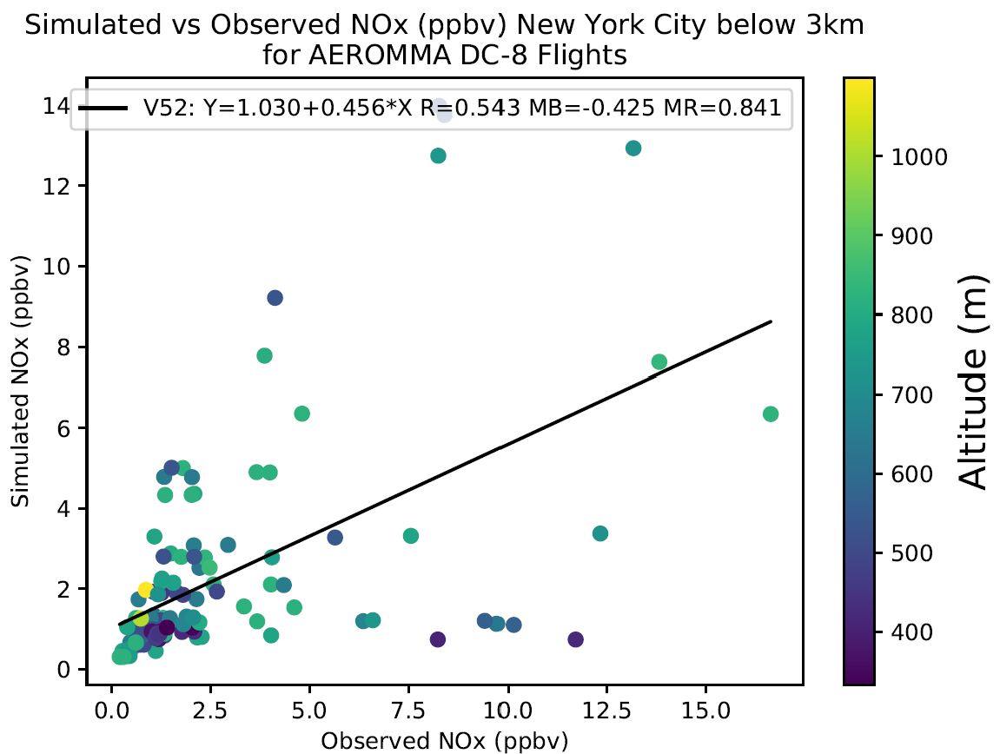 Simulated vs Observed NOx (ppbv) New York City below 3km
for AEROMMA DC-8 Flights
V52: Y=1.030+0.456*X R=0.543 MB=-0.425 MR=0.841
14
12
10
8
6
4
2
0
Simulated NOx (ppbv)
0.0 2.5 5.0 7.5 10.0 12.5 15.0
Observed NOx (ppbv)
1000
900
800
700
600
500
400
Altitude (m)